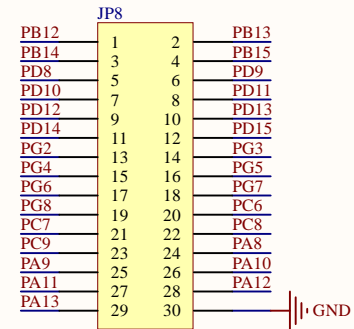 JP8
PB12 1 2 PB13
PB14 3 4 PB15
PD8 5 6 PD9
PD10 7 8 PD11
PD12 9 10 PD13
PD14 11 12 PD15
PG2 13 14 PG3
PG4 15 16 PG5
PG6 17 18 PG7
PG8 19 20 PC6
PC7 21 22 PC8
PC9 23 24 PA8
PA9 25 26 PA10
PA11 27 28 PA12
PA13 29 30 GND